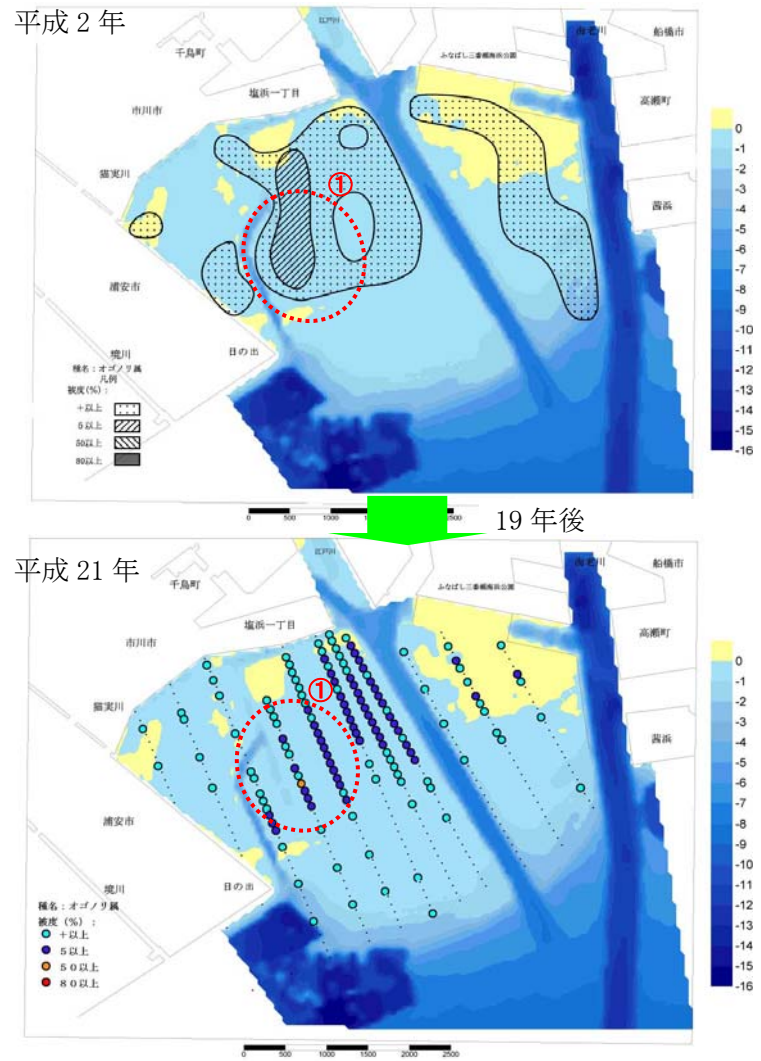 平成 2 年
江戸川
海老川
船橋市
千鳥町
ふなばし三番瀬海浜公園
塩浜一丁目
高瀬町
市川市
猫実川
①
茜浜
浦安市
境川
日の出
種名：オゴノリ属
凡例
被度(%)：
+以上
5以上
50以上
80以上
0
-1
-2
-3
-4
-5
-6
-7
-8
-9
-10
-11
-12
-13
-14
-15
-16
0 500 1000 2500
19 年後
平成 21 年
江戸川
海老川
船橋市
千鳥町
ふなばし三番瀬海浜公園
塩浜一丁目
高瀬町
市川市
猫実川
①
茜浜
浦安市
境川
日の出
種名：オゴノリ属
被度（%）：
+以上
5以上
50以上
80以上
0
-1
-2
-3
-4
-5
-6
-7
-8
-9
-10
-11
-12
-13
-14
-15
-16
0 500 1000 1500 2000 2500